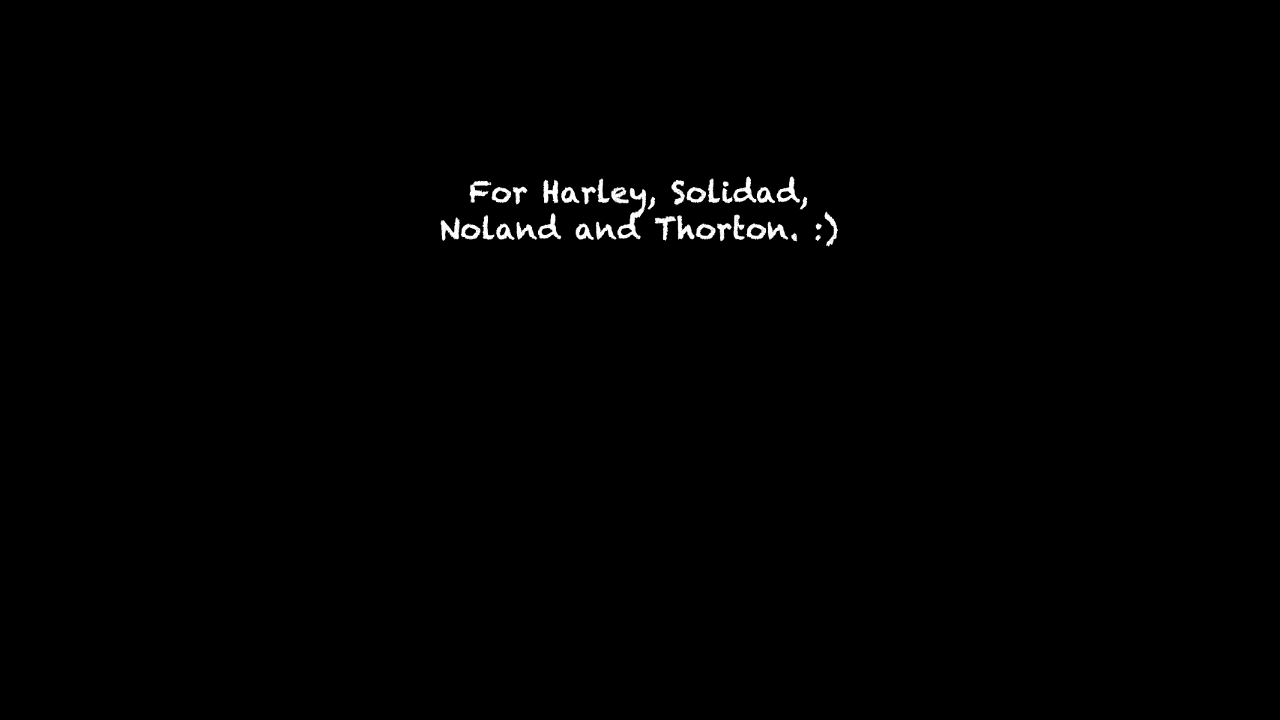 For Harley, Solidad,
Noland and Thorton. :)